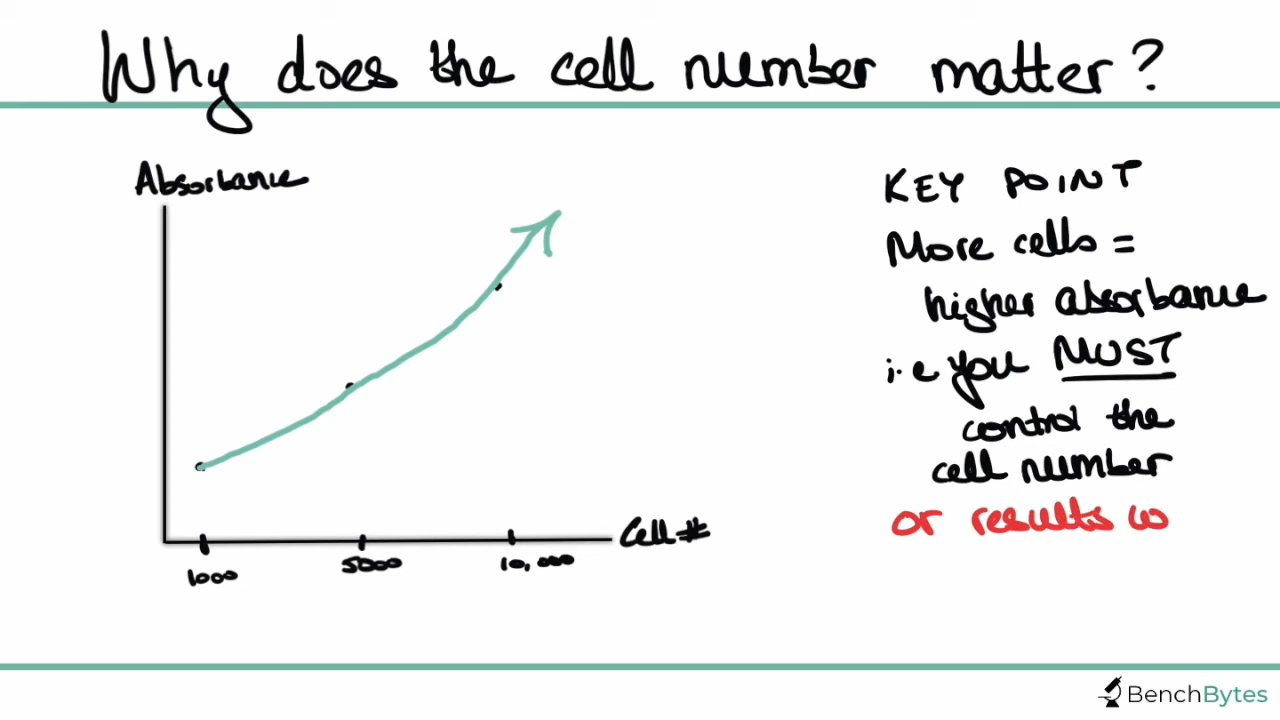 Why does the cell number matter?
Absorbance
Cell #
1000
5000
10,000
KEY POINT
More cells =
higher absorbance
i.e you MUST
control the
cell number
or results w
BenchBytes